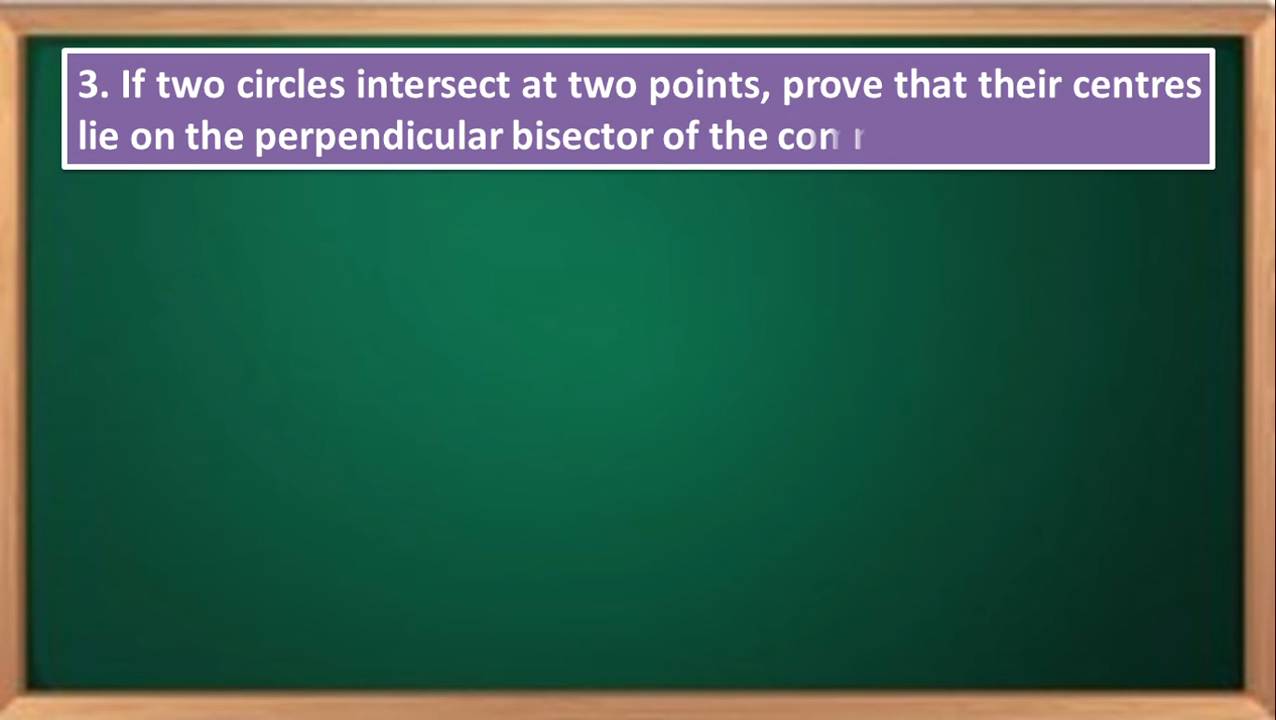 3. If two circles intersect at two points, prove that their centres
lie on the perpendicular bisector of the